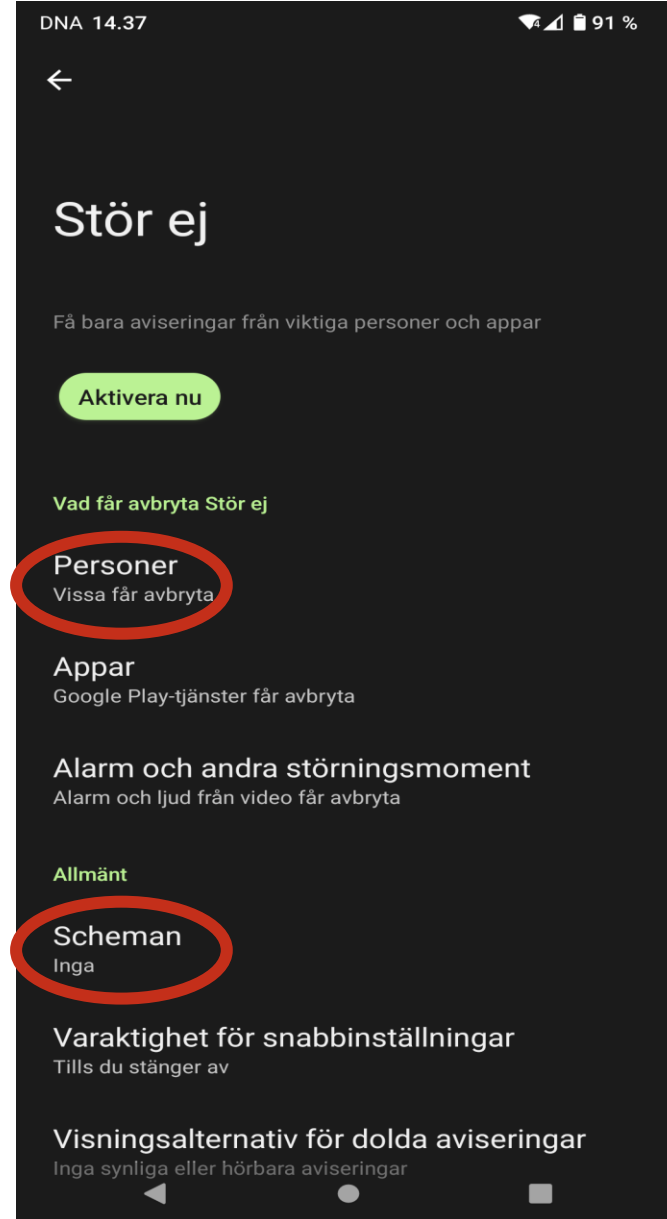 DNA 14.37
91 %
Stör ej
Få bara aviseringar från viktiga personer och appar
Aktivera nu
Vad får avbryta Stör ej
Personer
Vissa får avbryta
Appar
Google Play-tjänster får avbryta
Alarm och andra störningsmoment
Alarm och ljud från video får avbryta
Allmänt
Scheman
Inga
Varaktighet för snabbinställningar
Tills du stänger av
Visningsalternativ för dolda aviseringar
Inga synliga eller hörbara aviseringar